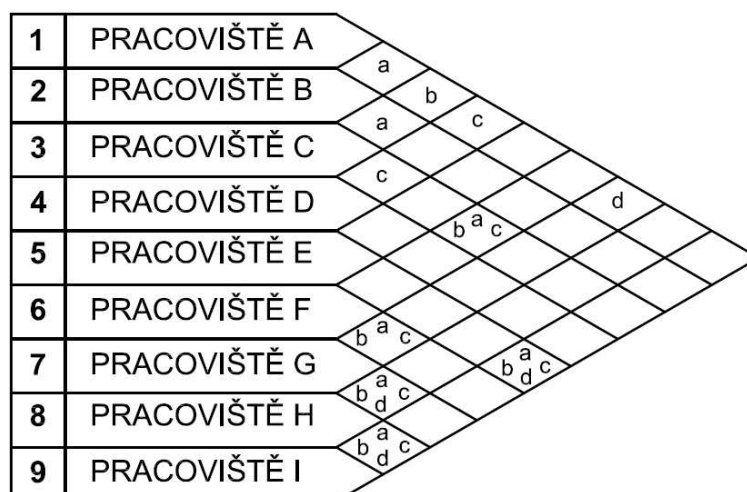 1 PRACOVIŠTĚ A
a
2 PRACOVIŠTĚ B
b
a c
3 PRACOVIŠTĚ C
c
4 PRACOVIŠTĚ D
d
a
b c
5 PRACOVIŠTĚ E
6 PRACOVIŠTĚ F
a
b c
7 PRACOVIŠTĚ G
a
b c
d
a
b c
d
8 PRACOVIŠTĚ H
a
b c
d
9 PRACOVIŠTĚ I